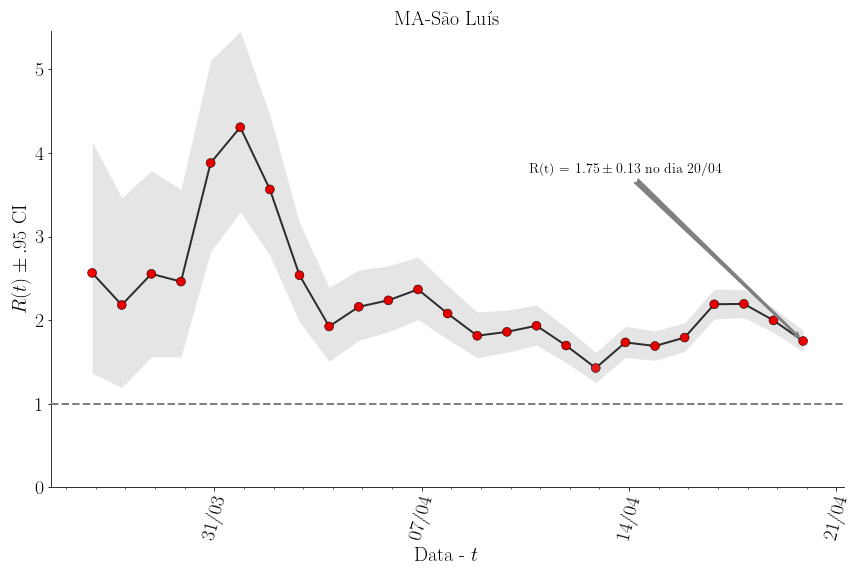 MA-São Luís
R(t) ± .95 CI
5
4
3
2
1
0
R(t) = 1.75 ± 0.13 no dia 20/04
31/03
07/04
14/04
21/04
Data - t